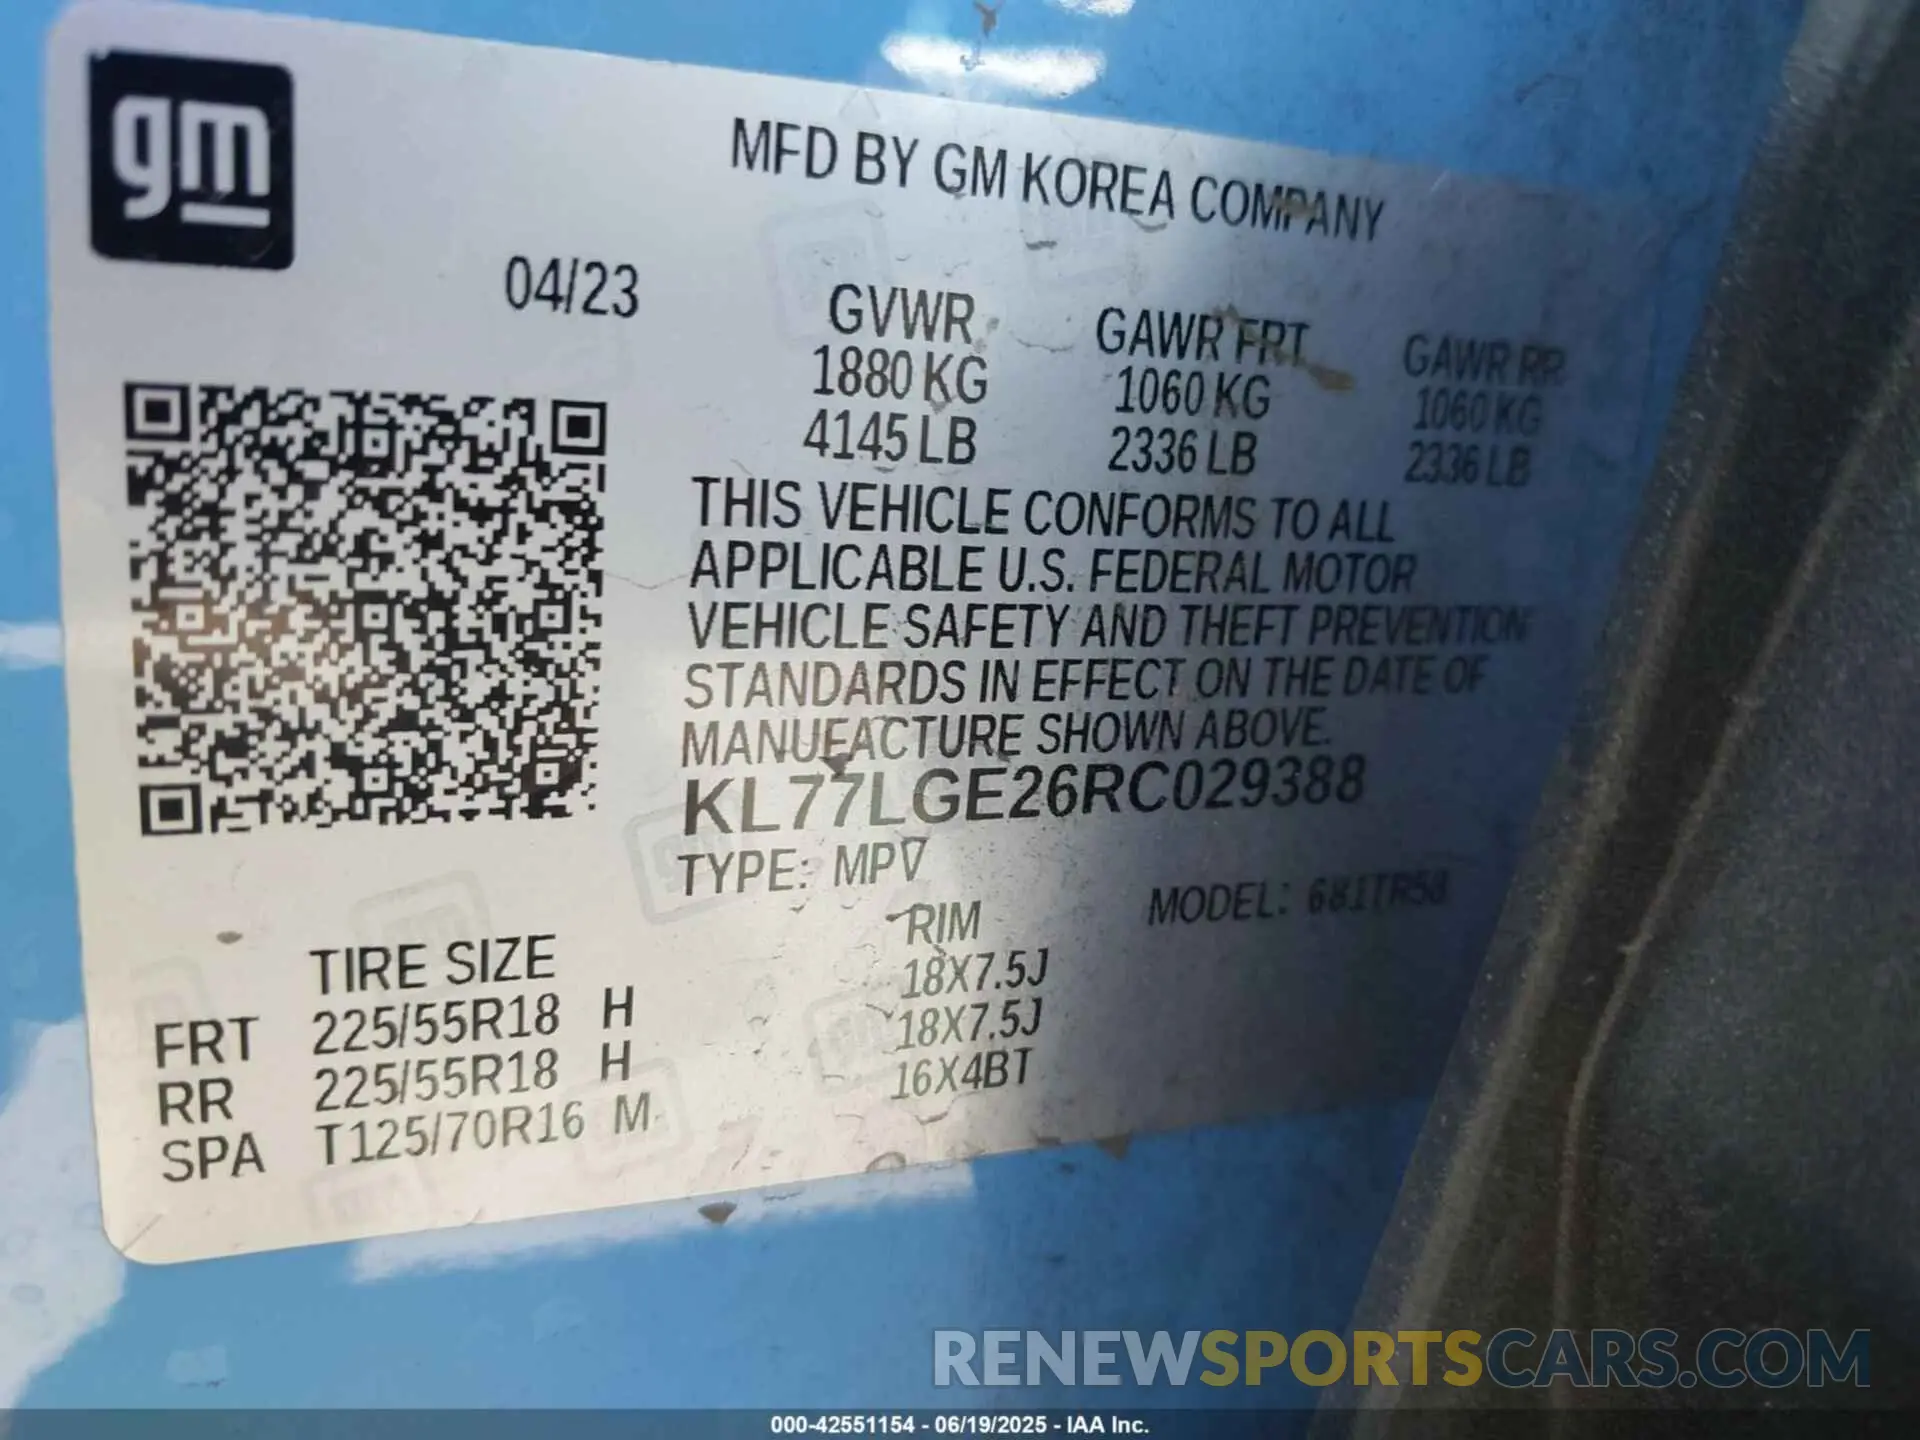 gm
MFD BY GM KOREA COMPANY
04/23
GVWR GAWR FRT GAWR RR
1880 KG 1060 KG 1060 KG
4145 LB 2336 LB 2336 LB
THIS VEHICLE CONFORMS TO ALL
APPLICABLE U.S. FEDERAL MOTOR
VEHICLE SAFETY AND THEFT PREVENTION
STANDARDS IN EFFECT ON THE DATE OF
MANUFACTURE SHOWN ABOVE.
KL77LGE26RC029388
TYPE: MPV MODEL:
TIRE SIZE RIM
FRT 225/55R18 H 18X7.5J
RR 225/55R18 H 18X7.5J
SPA T125/70R16 M 16X4BT
RENEWSPORTSCARS.COM
000-42551154 - 06/19/2025 - IAA Inc.